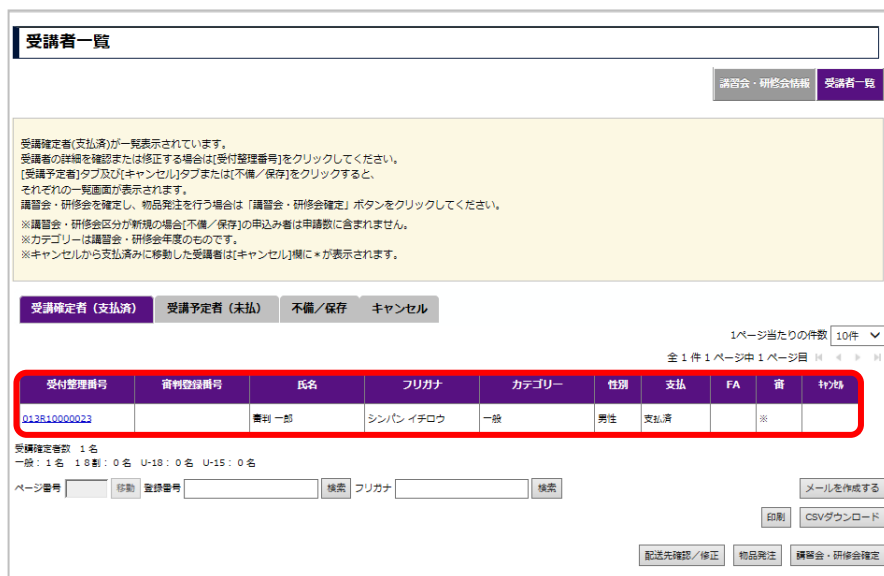 受講者一覧
講習会・研修会情報 受講者一覧
受講確定者(支払済)が一覧表示されています。
受講者の詳細を確認または修正する場合は[受付整理番号]をクリックしてください。
[受講予定者]タブ及び[キャンセル]タブまたは[不備／保存]をクリックすると、
それぞれの一覧画面が表示されます。
講習会・研修会を確定し、物品発注を行う場合は「講習会・研修会確定」ボタンをクリックしてください。
※講習会・研修会区分が新規の場合[不備／保存]の申込み者は申請数に含まれません。
※カテゴリーは講習会・研修会年度のものです。
※キャンセルから支払済みに移動した受講者は[キャンセル]欄に＊が表示されます。
受講確定者（支払済） 受講予定者（未払） 不備／保存 キャンセル
1ページ当たりの件数 10件
全 1 件 1 ページ中 1 ページ目
受付整理番号 審判登録番号 氏名 フリガナ カテゴリー 性別 支払 FA 審 ｷｬﾝｾﾙ
013R10000023 審判 一郎 シンパン イチロウ 一般 男性 支払済 ※
受講確定者数 1 名
一般： 1 名 1 8 割： 0 名 U-18： 0 名 U-15： 0 名
ページ番号 移動 登録番号 検索 フリガナ 検索 メールを作成する
印刷 CSVダウンロード
配送先確認／修正 物品発注 講習会・研修会確定